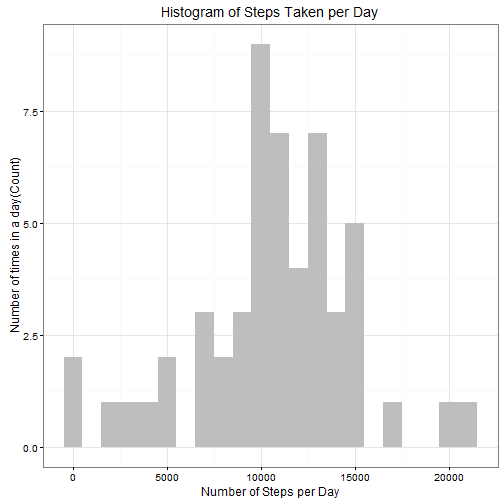 Histogram of Steps Taken per Day
Number of times in a day(Count)
7.5
5.0
2.5
0.0
0 5000 10000 15000 20000
Number of Steps per Day